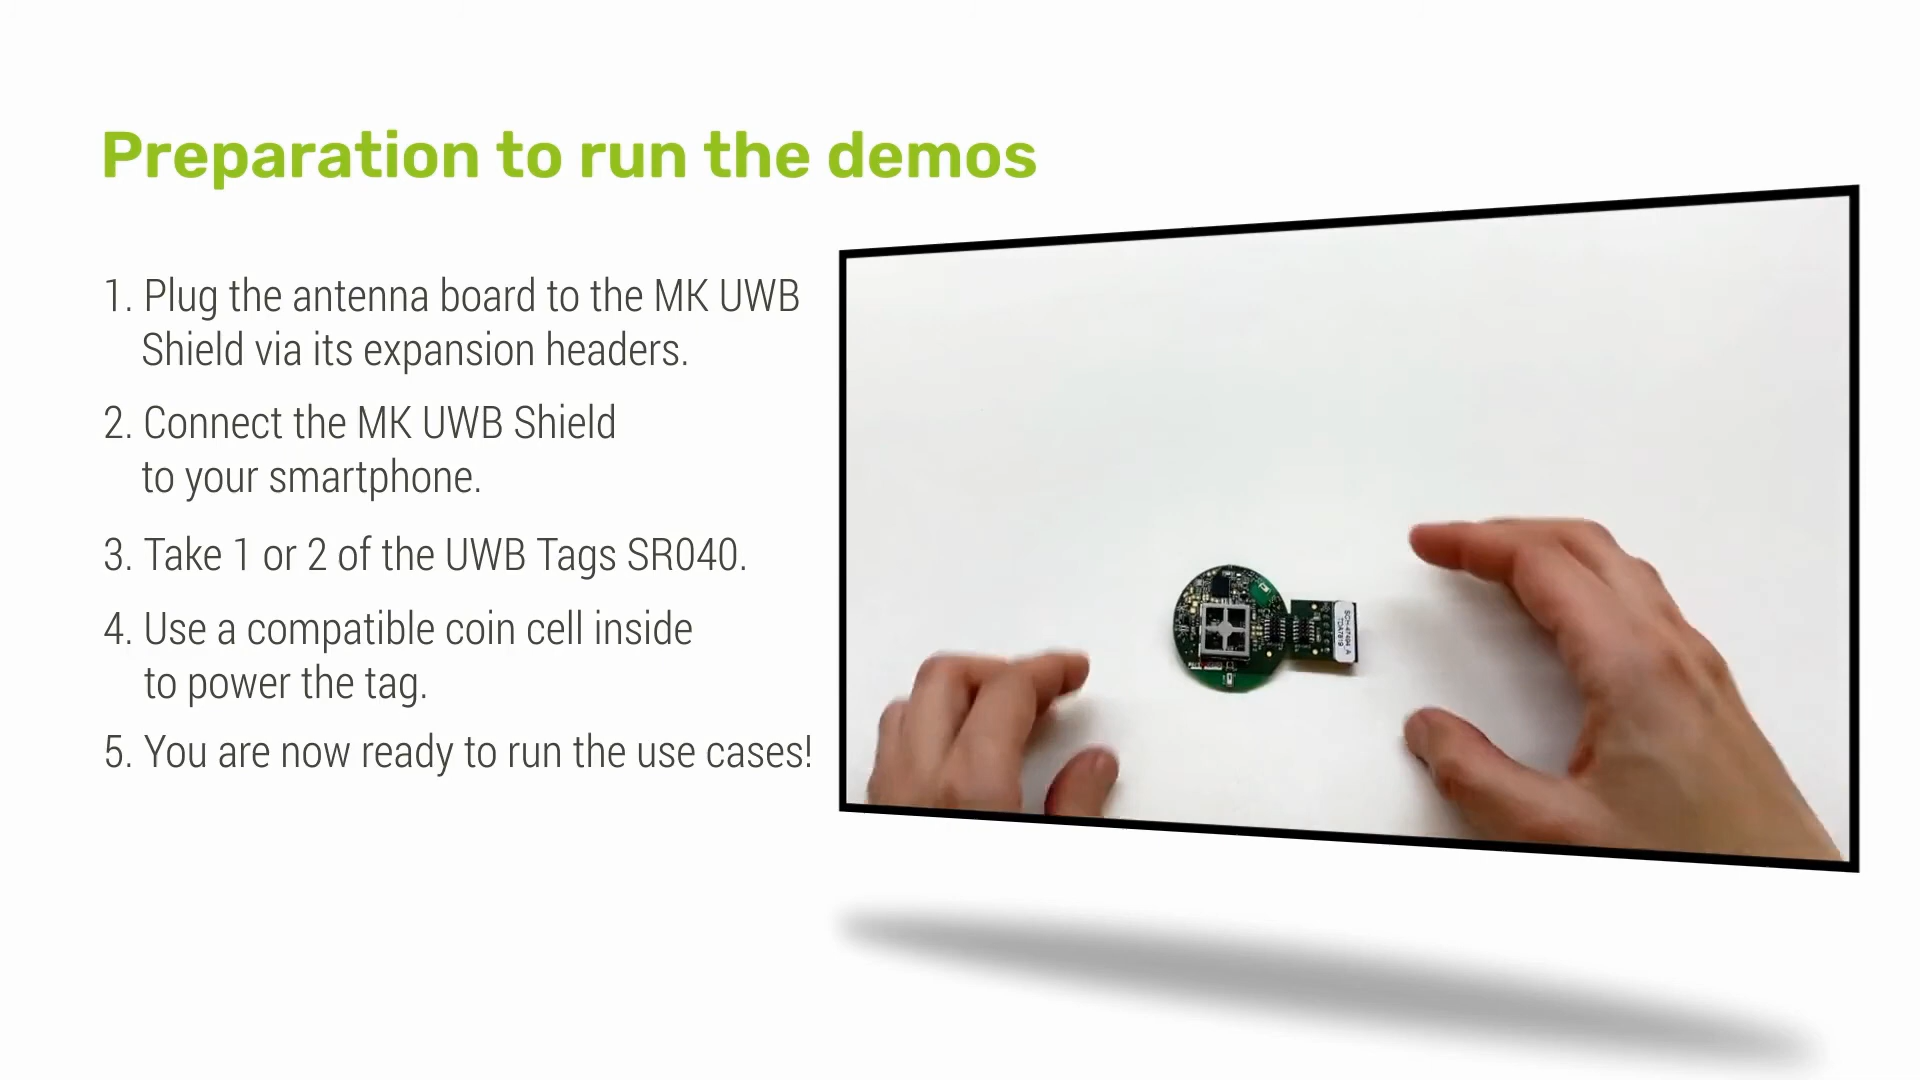 Preparation to run the demos
1. Plug the antenna board to the MK UWB
Shield via its expansion headers.
2. Connect the MK UWB Shield
to your smartphone.
3. Take 1 or 2 of the UWB Tags SR040.
4. Use a compatible coin cell inside
to power the tag.
5. You are now ready to run the use cases!